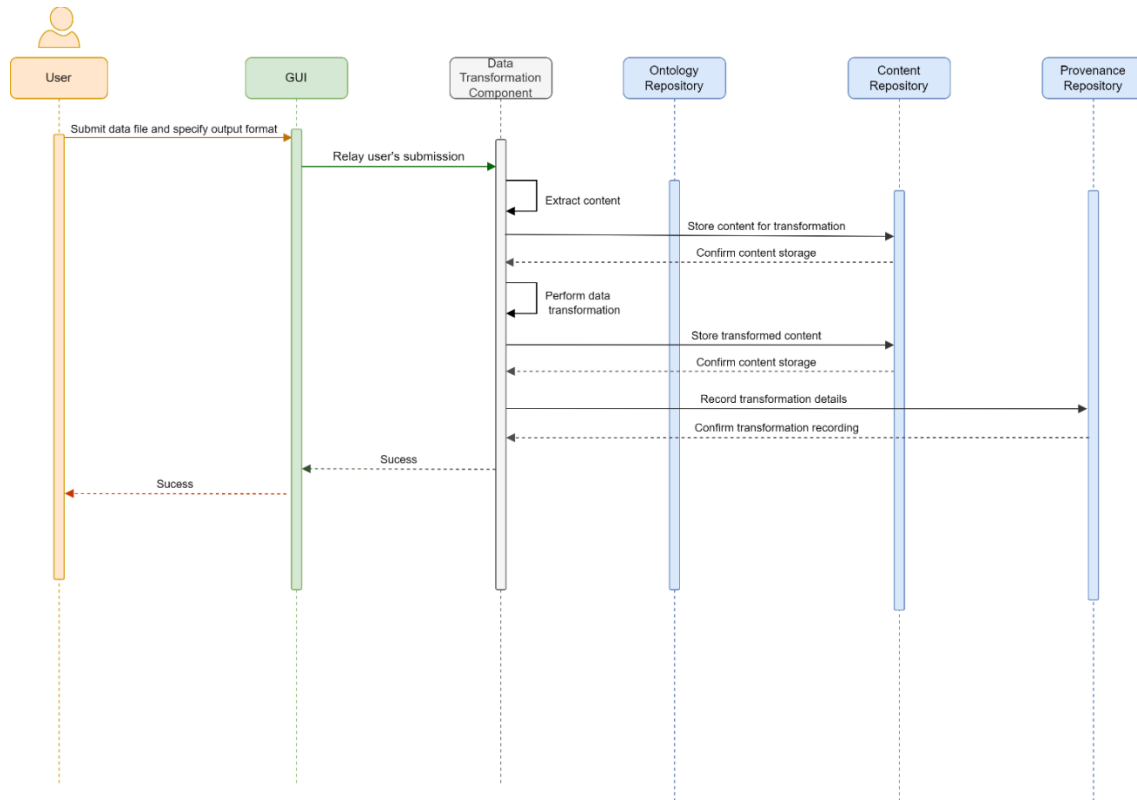 User
GUI
Data
Transformation
Component
Ontology
Repository
Content
Repository
Provenance
Repository
Submit data file and specify output format
Relay user's submission
Extract content
Store content for transformation
Confirm content storage
Perform data
transformation
Store transformed content
Confirm content storage
Record transformation details
Confirm transformation recording
Sucess
Sucess